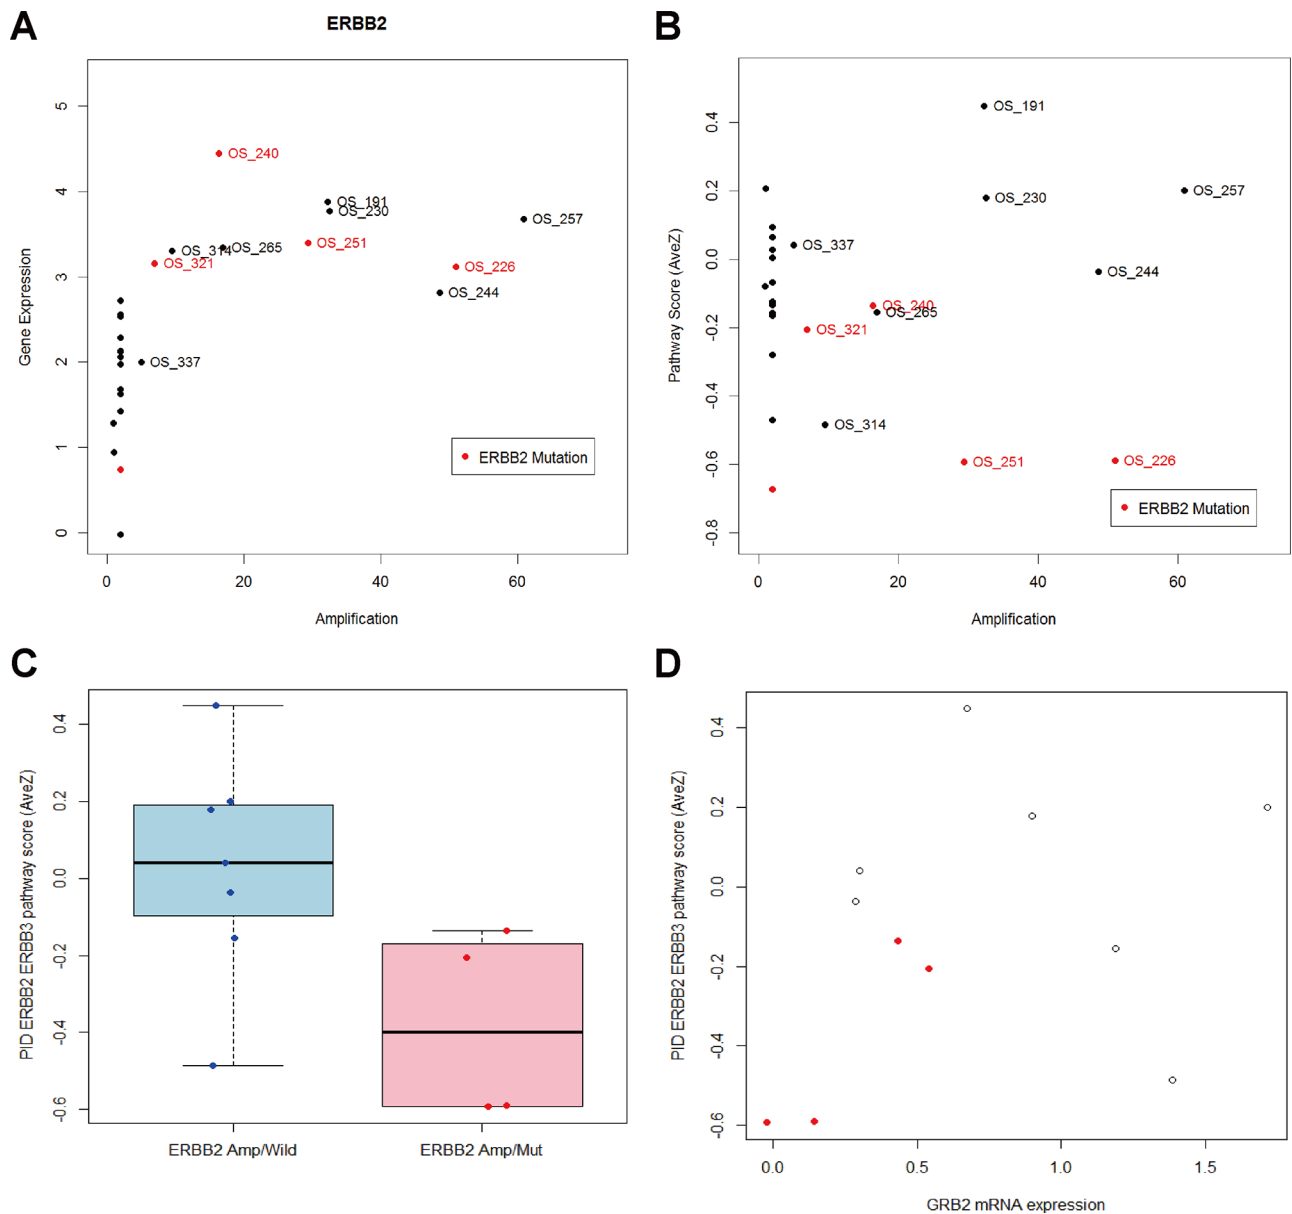 A
ERBB2
5
4
3
2
1
0
Gene Expression
OS_240
OS_191
OS_230
OS_257
OS_314
OS_265
OS_251
OS_321
OS_226
OS_244
OS_337
ERBB2 Mutation
0 20 40 60
Amplification
B
0.4
0.2
0.0
-0.2
-0.4
-0.6
-0.8
Pathway Score (AveZ)
OS_191
OS_257
OS_230
OS_337
OS_244
OS_240
OS_265
OS_321
OS_314
OS_251
OS_226
ERBB2 Mutation
0 20 40 60
Amplification
C
0.4
0.2
0.0
-0.2
-0.4
-0.6
PID ERBB2 ERBB3 pathway score (AveZ)
ERBB2 Amp/Wild
ERBB2 Amp/Mut
D
0.4
0.2
0.0
-0.2
-0.4
-0.6
PID ERBB2 ERBB3 pathway score (AveZ)
0.0 0.5 1.0 1.5
GRB2 mRNA expression